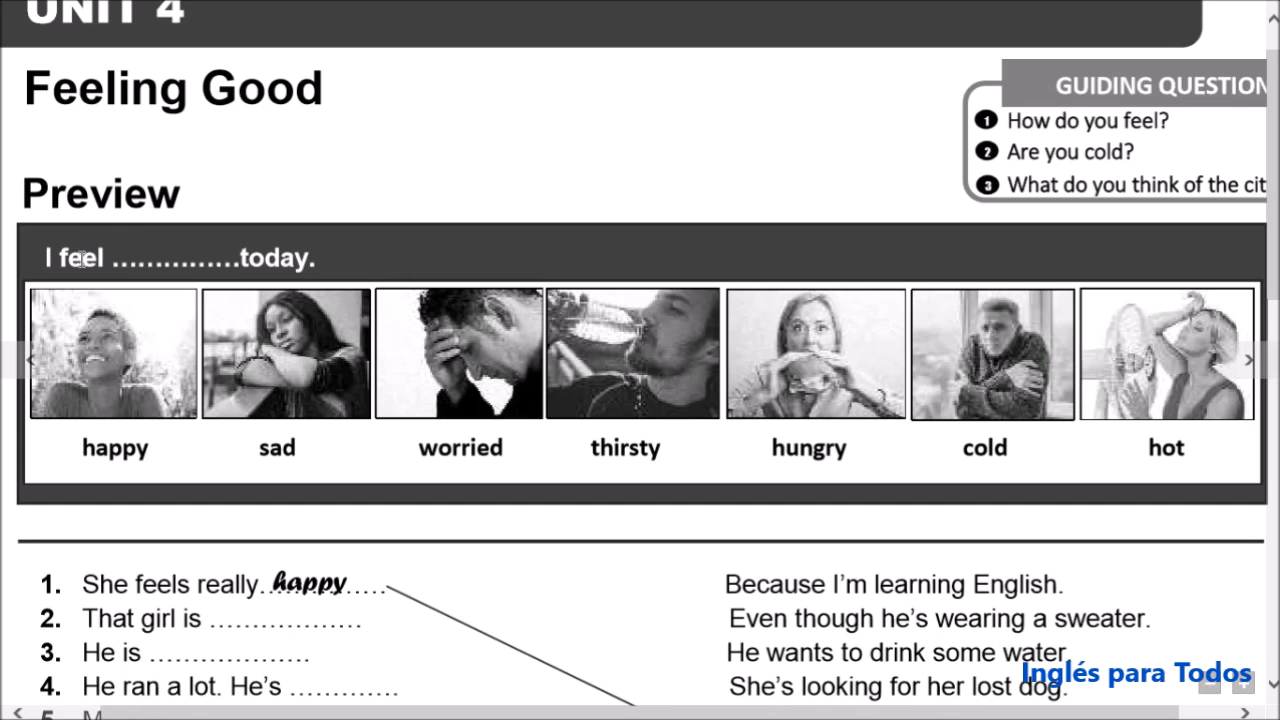 UNIT 4
Feeling Good
GUIDING QUESTION
1 How do you feel?
2 Are you cold?
3 What do you think of the cit
Preview
I feel ...............today.
happy sad worried thirsty hungry cold hot
1. She feels really..happy.....
2. That girl is ..................
3. He is ...................
4. He ran a lot. He's .............
5. M
Because I'm learning English.
Even though he's wearing a sweater.
He wants to drink some water.
She's looking for her lost dog.
Inglés para Todos